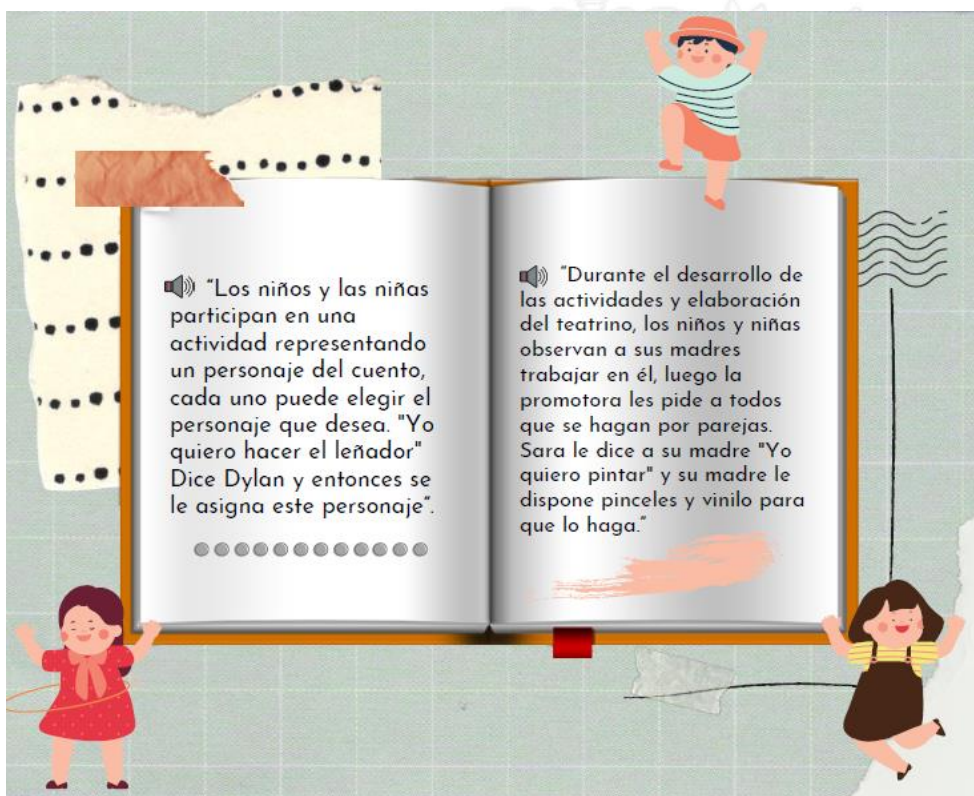 “Los niños y las niñas
participan en una
actividad representando
un personaje del cuento,
cada uno puede elegir el
personaje que desea. "Yo
quiero hacer el leñador"
Dice Dylan y entonces se
le asigna este personaje”.
“Durante el desarrollo de
las actividades y elaboración
del teatrino, los niños y niñas
observan a sus madres
trabajar en él, luego la
promotora les pide a todos
que se hagan por parejas.
Sara le dice a su madre "Yo
quiero pintar" y su madre le
dispone pinceles y vinilo para
que lo haga.”